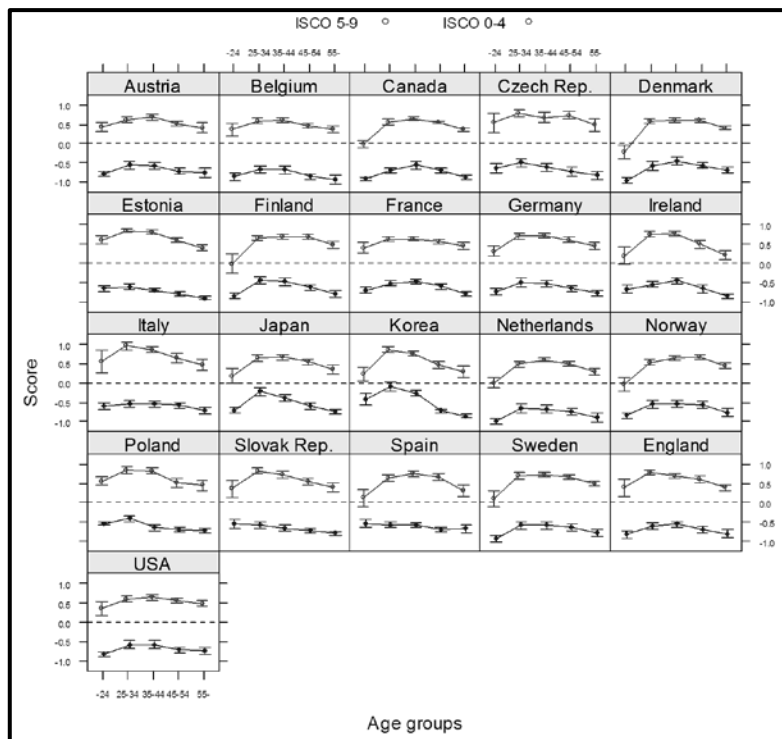 ISCO 5-9 ○ ISCO 0-4 ○
-24 25-34 35-44 45-54 55- -24 25-34 35-44 45-54 55-
Austria Belgium Canada Czech Rep. Denmark
1.0
0.5
0.0
-0.5
-1.0
Estonia Finland France Germany Ireland
1.0
0.5
0.0
-0.5
-1.0
Italy Japan Korea Netherlands Norway
1.0
0.5
0.0
-0.5
-1.0
Poland Slovak Rep. Spain Sweden England
1.0
0.5
0.0
-0.5
-1.0
USA
1.0
0.5
0.0
-0.5
-1.0
-24 25-34 35-44 45-54 55-
Score
Age groups